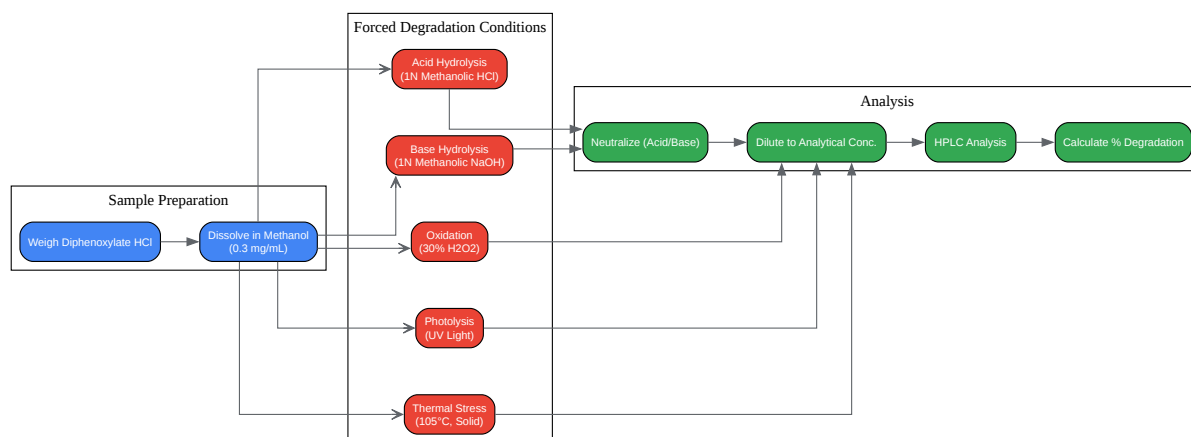 Forced Degradation Conditions
Acid Hydrolysis
(1N Methanolic HCl)
Base Hydrolysis
(1N Methanolic NaOH)
Oxidation
(30% H2O2)
Photolysis
(UV Light)
Thermal Stress
(105°C, Solid)
Sample Preparation
Weigh Diphenoxylate HCl
Dissolve in Methanol
(0.3 mg/mL)
Analysis
Neutralize (Acid/Base)
Dilute to Analytical Conc.
HPLC Analysis
Calculate % Degradation